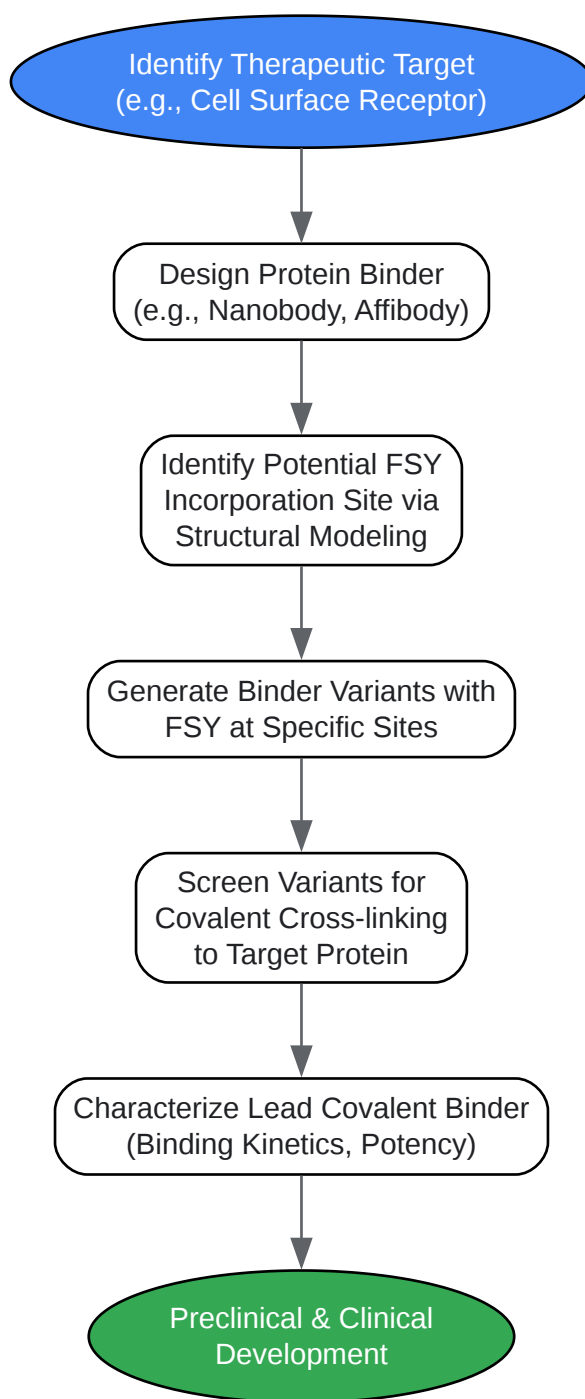 Identify Therapeutic Target
(e.g., Cell Surface Receptor)
Design Protein Binder
(e.g., Nanobody, Affibody)
Identify Potential FSY
Incorporation Site via
Structural Modeling
Generate Binder Variants with
FSY at Specific Sites
Screen Variants for
Covalent Cross-linking
to Target Protein
Characterize Lead Covalent Binder
(Binding Kinetics, Potency)
Preclinical & Clinical
Development